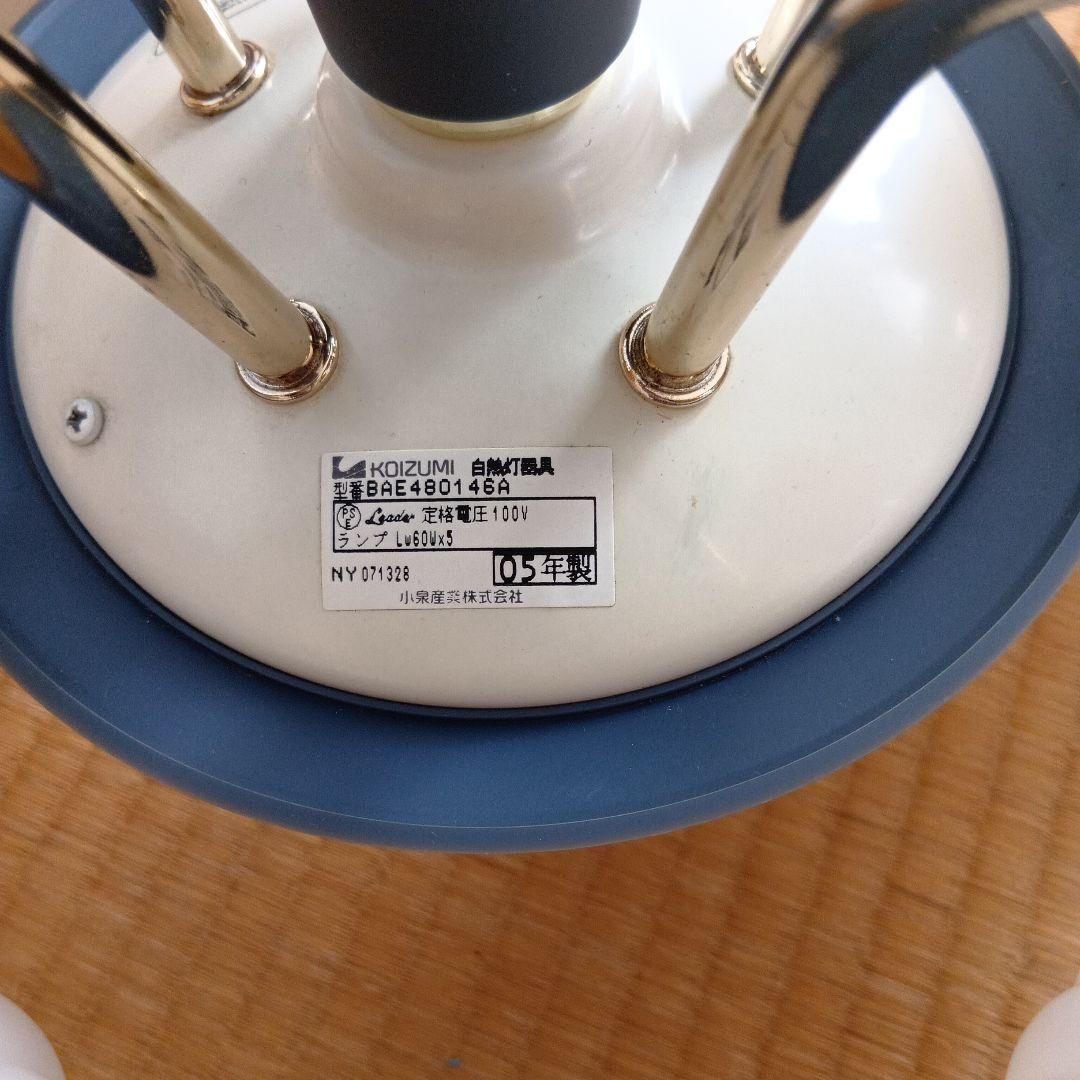 KOIZUMI 白熱灯器具
型番BAE480146A
PSE Leader 定格電圧100V
ランプ Lw60Wx5
NY071328 05年製
小泉産業株式会社